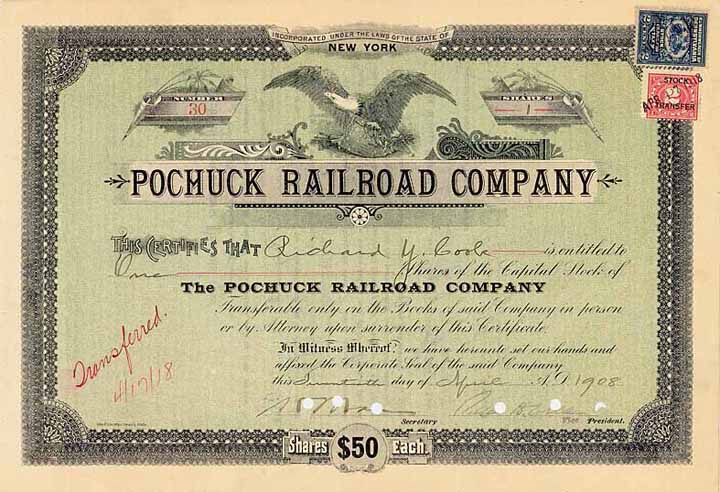 INCORPORATED UNDER THE LAWS OF THE STATE OF
NEW YORK
NUMBER
30
SHARES
1
2
STOCK
TRANSFER
APR
18
POCHUCK RAILROAD COMPANY
THIS CERTIFIES THAT Richard Y. Cook is entitled to
One Shares of the Capital Stock of
The POCHUCK RAILROAD COMPANY
Transferable only on the Books of said Company in person
or by Attorney upon surrender of this Certificate.
In Witness Whereof, we have hereunto set our hands and
affixed the Corporate Seal of the said Company
this day of April A.D. 1908
Transferred.
4/17/18
Secretary
Vice President.
Shares $50 Each.